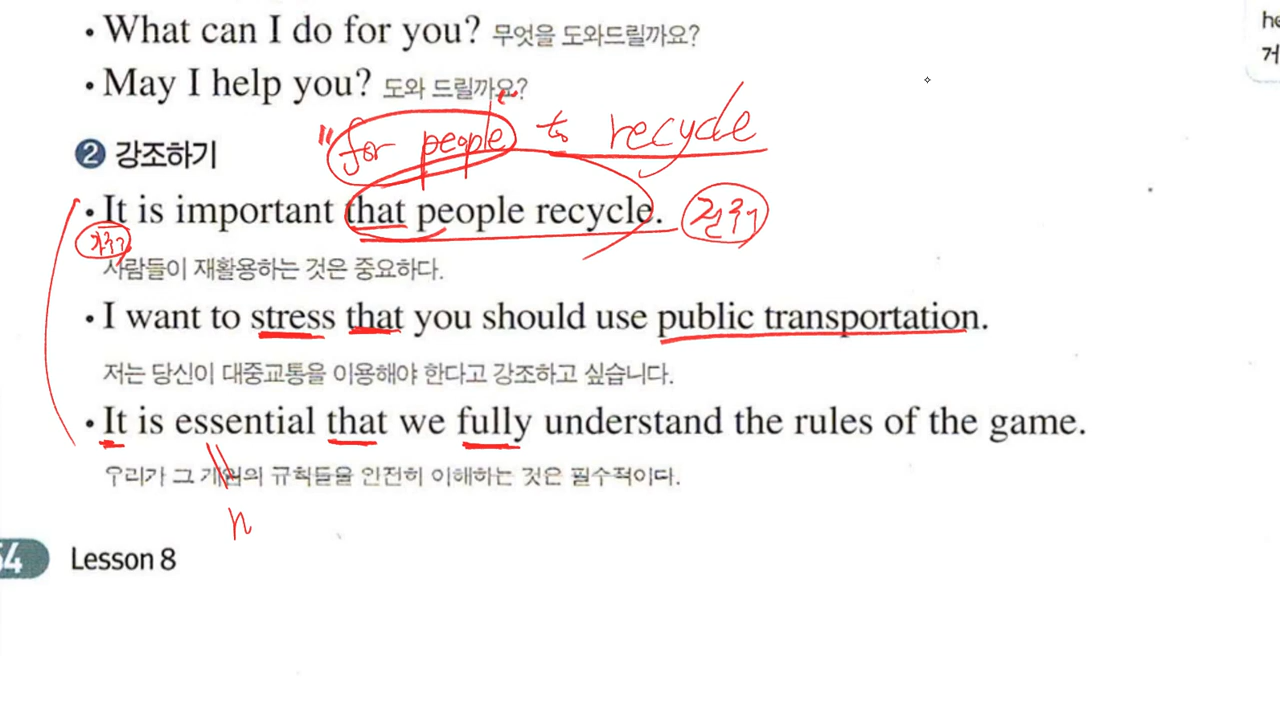 • What can I do for you? 무엇을 도와드릴까요?
• May I help you? 도와 드릴까요?
"for people to recycle
2 강조하기
• It is important that people recycle. 진주어
가주어
사람들이 재활용하는 것은 중요하다.
• I want to stress that you should use public transportation.
저는 당신이 대중교통을 이용해야 한다고 강조하고 싶습니다.
• It is essential that we fully understand the rules of the game.
우리가 그 게임의 규칙들을 완전히 이해하는 것은 필수적이다.
n
54 Lesson 8
he
거